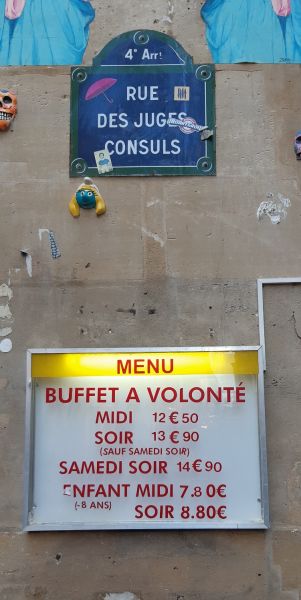 4e Arrt
RUE
DES JUGES
CONSULS
MENU
BUFFET A VOLONTÉ
MIDI 12€50
SOIR 13€90
(SAUF SAMEDI SOIR)
SAMEDI SOIR 14€90
ENFANT MIDI 7.80€
(-8 ANS) SOIR 8.80€